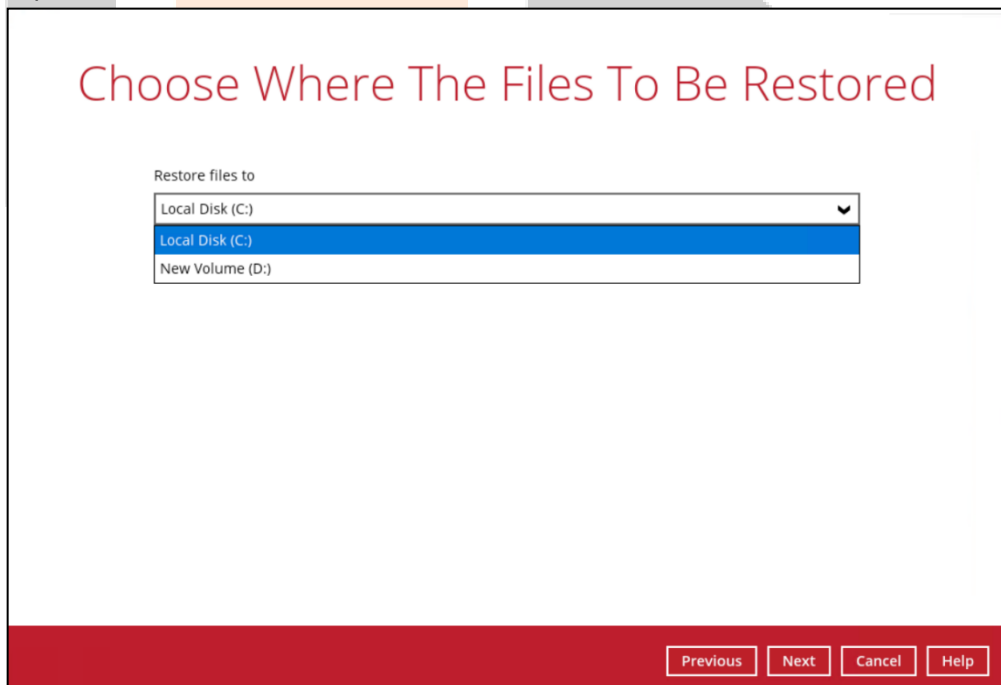 Choose Where The Files To Be Restored
Restore files to
Local Disk (C:)
Local Disk (C:)
New Volume (D:)
Previous Next Cancel Help